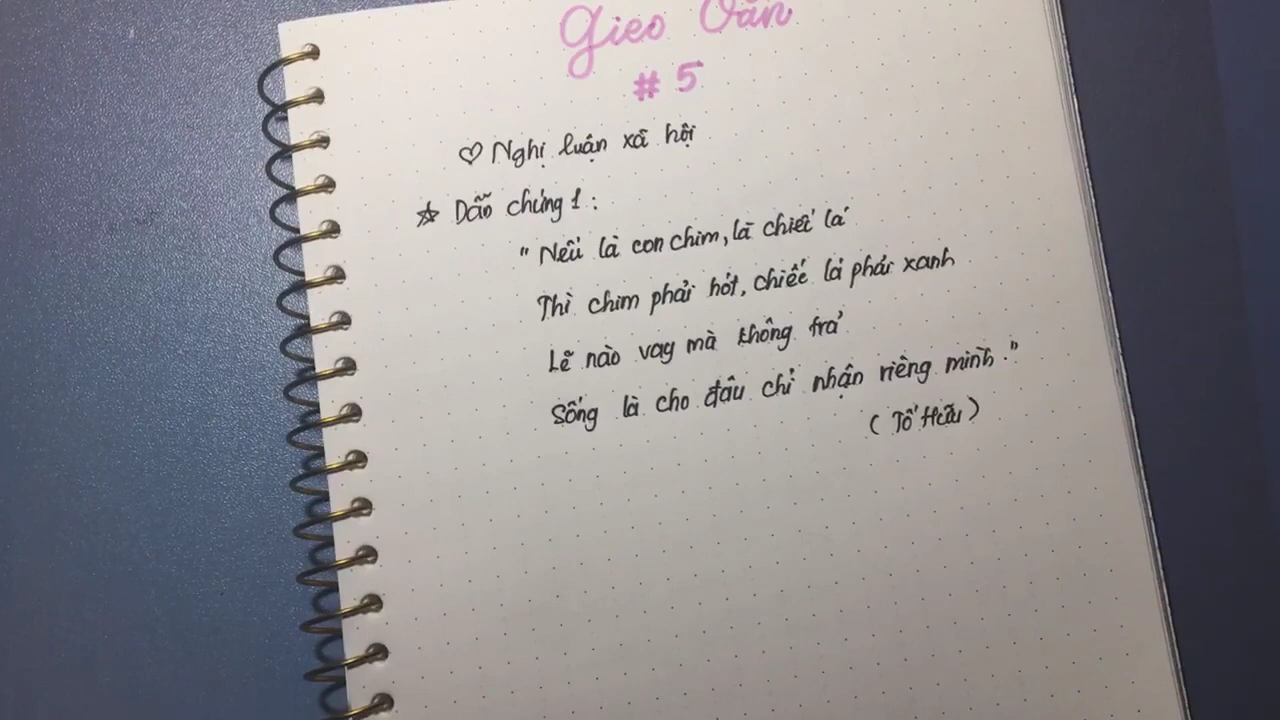 Gieo Vần
# 5
♡ Nghị luận xã hội
☆ Dẫn chứng 1:
" Nếu là con chim, là chiếc lá
Thì chim phải hót, chiếc lá phải xanh
Lẽ nào vay mà không trả
Sống là cho đâu chỉ nhận riêng mình."
( Tố Hữu )